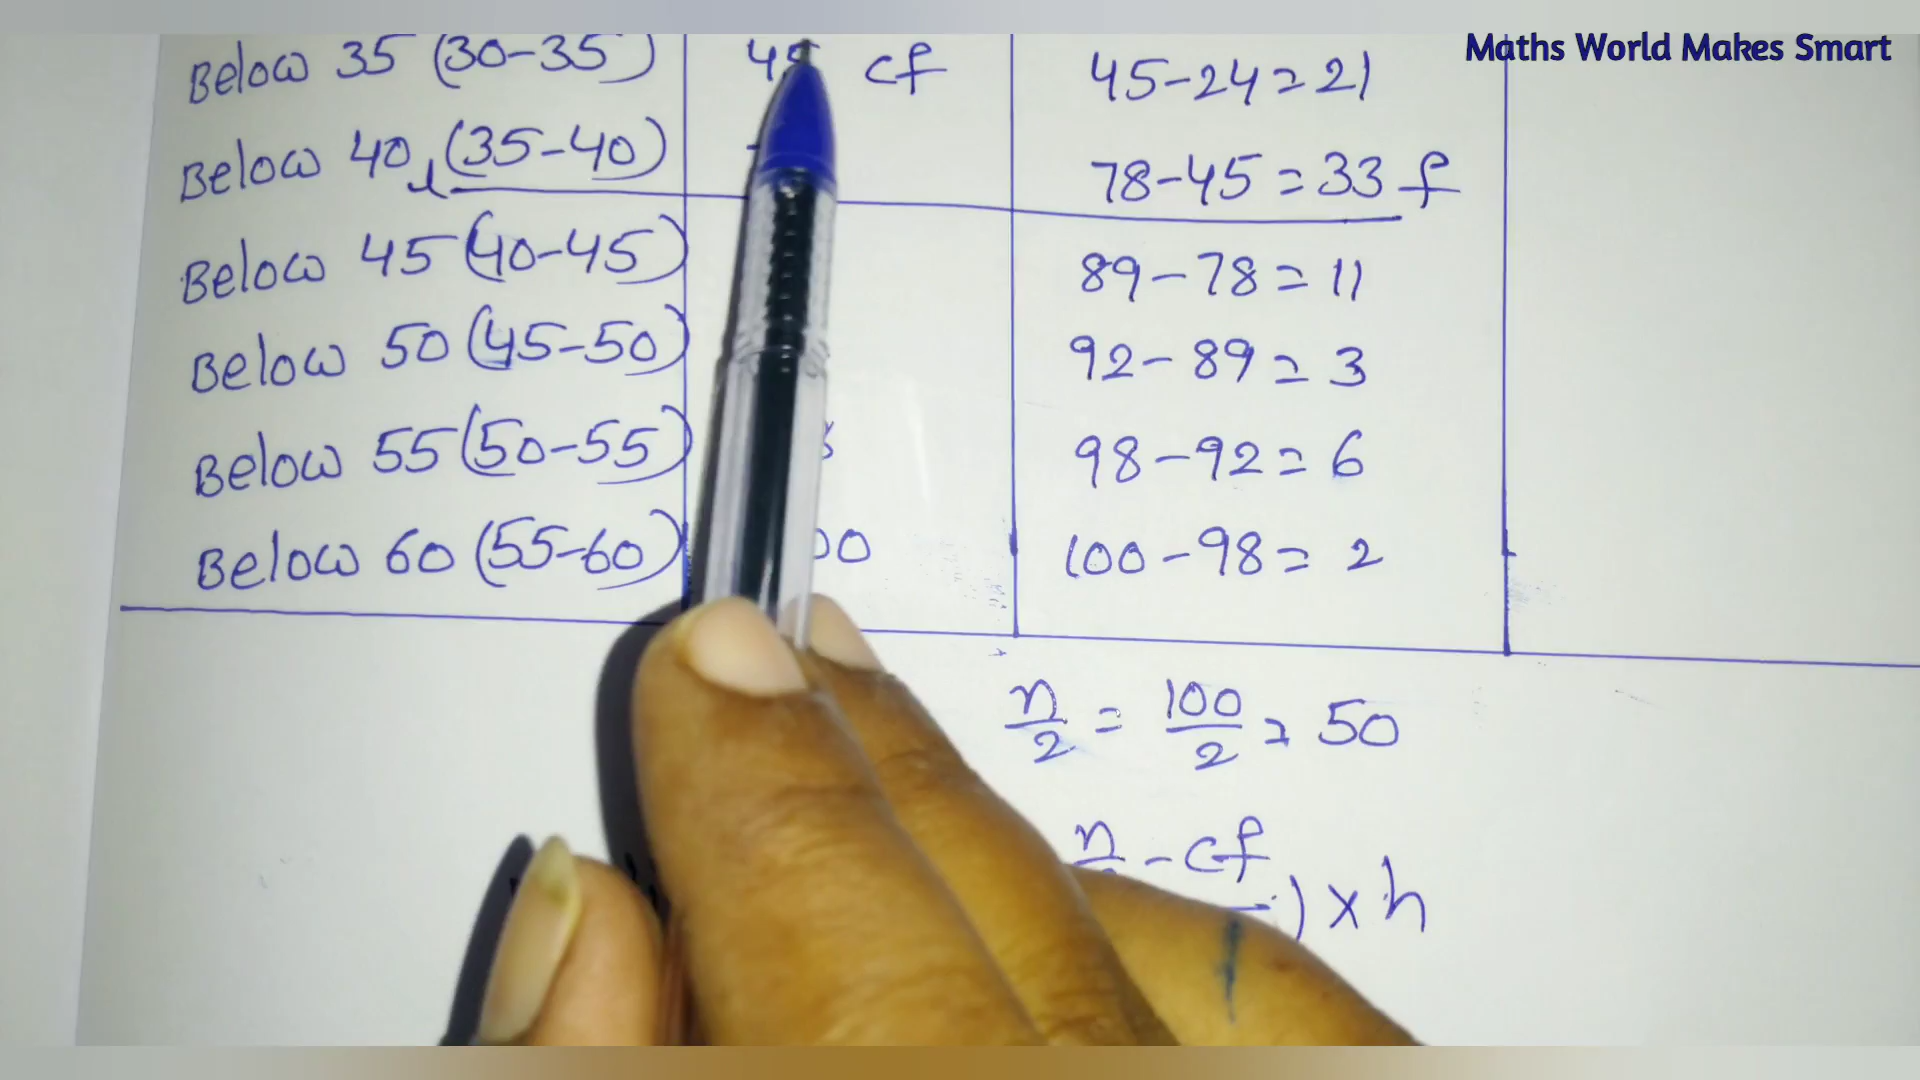 Maths World Makes Smart
Below 35 (30-35) 45 cf 45-24=21
Below 40 l (35-40) 78-45=33 f
Below 45 (40-45) 89-78=11
Below 50 (45-50) 92-89=3
Below 55 (50-55) 98-92=6
Below 60 (55-60) 00 100-98=2
n/2 = 100/2 = 50
n - cf
) x h